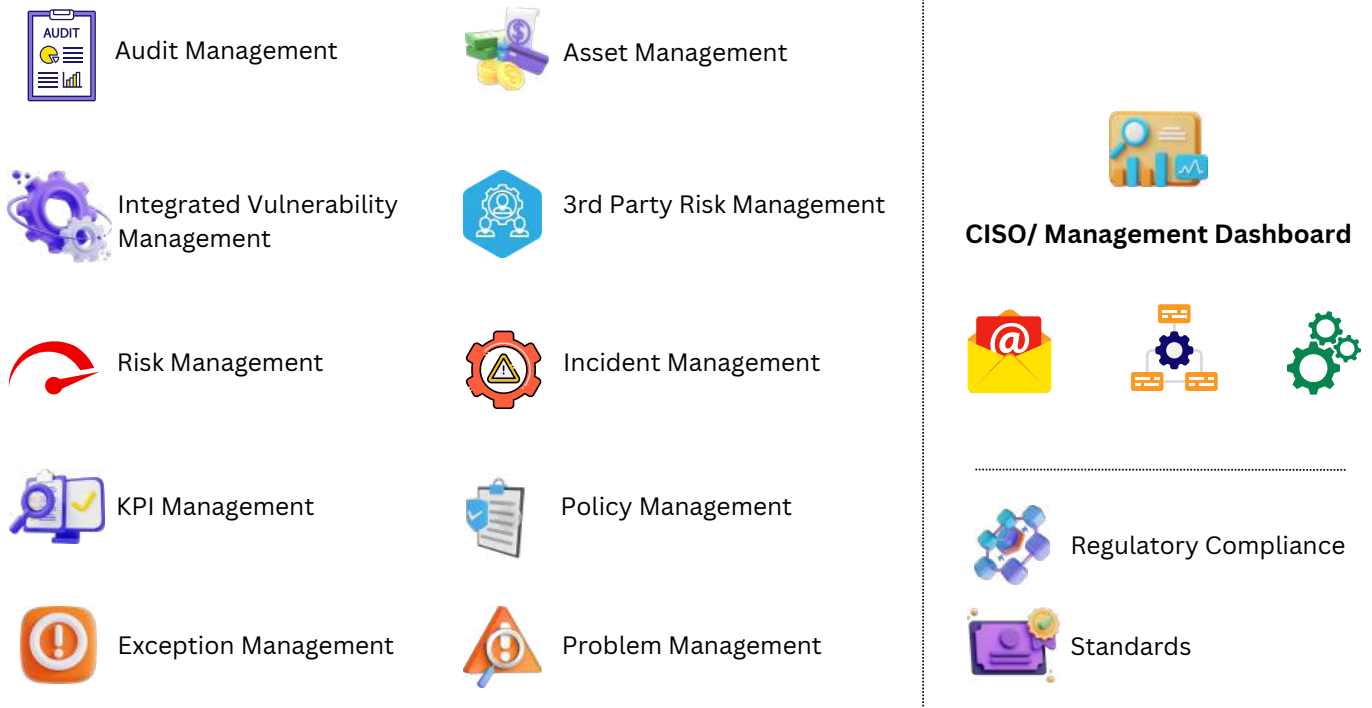 AUDIT
Audit Management
Asset Management
Integrated Vulnerability
Management
3rd Party Risk Management
Risk Management
Incident Management
KPI Management
Policy Management
Exception Management
Problem Management
CISO/ Management Dashboard
@
Regulatory Compliance
Standards